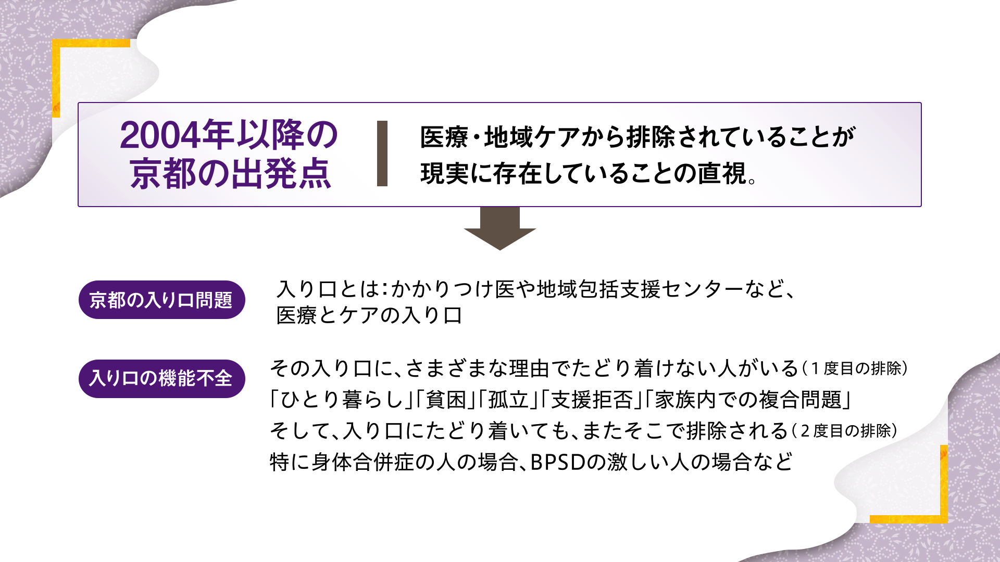 2004年以降の
京都の出発点
医療・地域ケアから排除されていることが
現実に存在していることの直視。
京都の入り口問題
入り口とは：かかりつけ医や地域包括支援センターなど、
医療とケアの入り口
入り口の機能不全
その入り口に、さまざまな理由でたどり着けない人がいる（１度目の排除）
「ひとり暮らし」「貧困」「孤立」「支援拒否」「家族内での複合問題」
そして、入り口にたどり着いても、またそこで排除される（２度目の排除）
特に身体合併症の人の場合、BPSDの激しい人の場合など